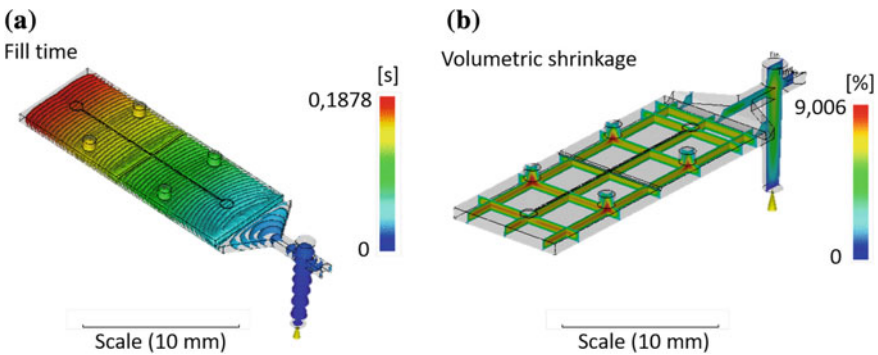 (a)
Fill time
[s]
0,1878
0
Scale (10 mm)
(b)
Volumetric shrinkage
[%]
9,006
0
Scale (10 mm)